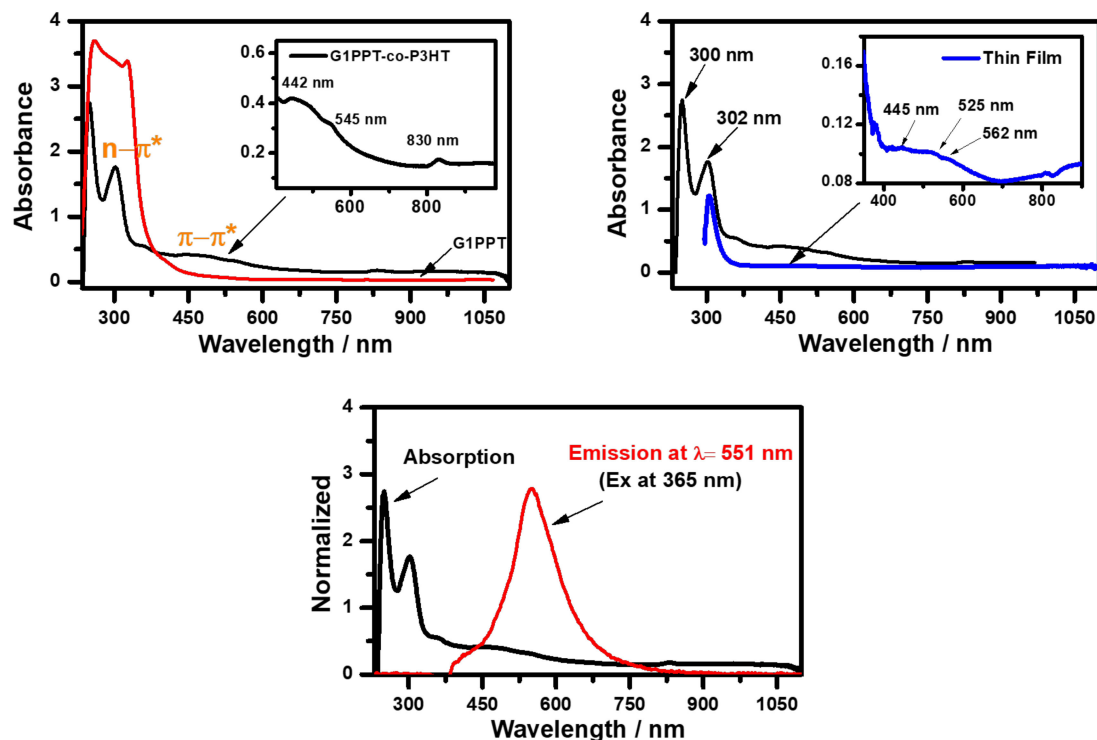 4
3
2
1
0
Absorbance
300
450
600
750
900
1050
Wavelength / nm
n–π*
π–π*
G1PPT
0.6
0.4
0.2
600
800
G1PPT-co-P3HT
442 nm
545 nm
830 nm
4
3
2
1
0
Absorbance
300
450
600
750
900
1050
Wavelength / nm
300 nm
302 nm
0.16
0.12
0.08
400
600
800
Thin Film
445 nm
525 nm
562 nm
4
3
2
1
0
Normalized
300
450
600
750
900
1050
Wavelength / nm
Absorption
Emission at λ= 551 nm
(Ex at 365 nm)